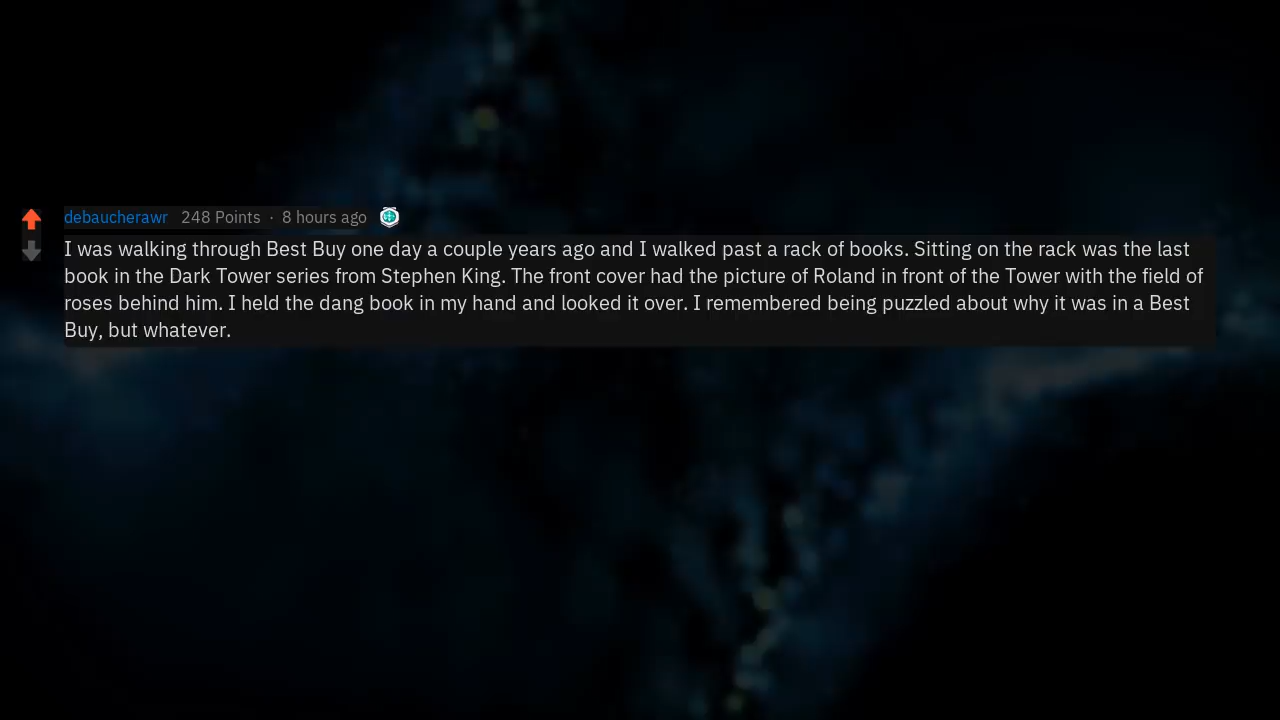 debaucherawr 248 Points · 8 hours ago
I was walking through Best Buy one day a couple years ago and I walked past a rack of books. Sitting on the rack was the last
book in the Dark Tower series from Stephen King. The front cover had the picture of Roland in front of the Tower with the field of
roses behind him. I held the dang book in my hand and looked it over. I remembered being puzzled about why it was in a Best
Buy, but whatever.